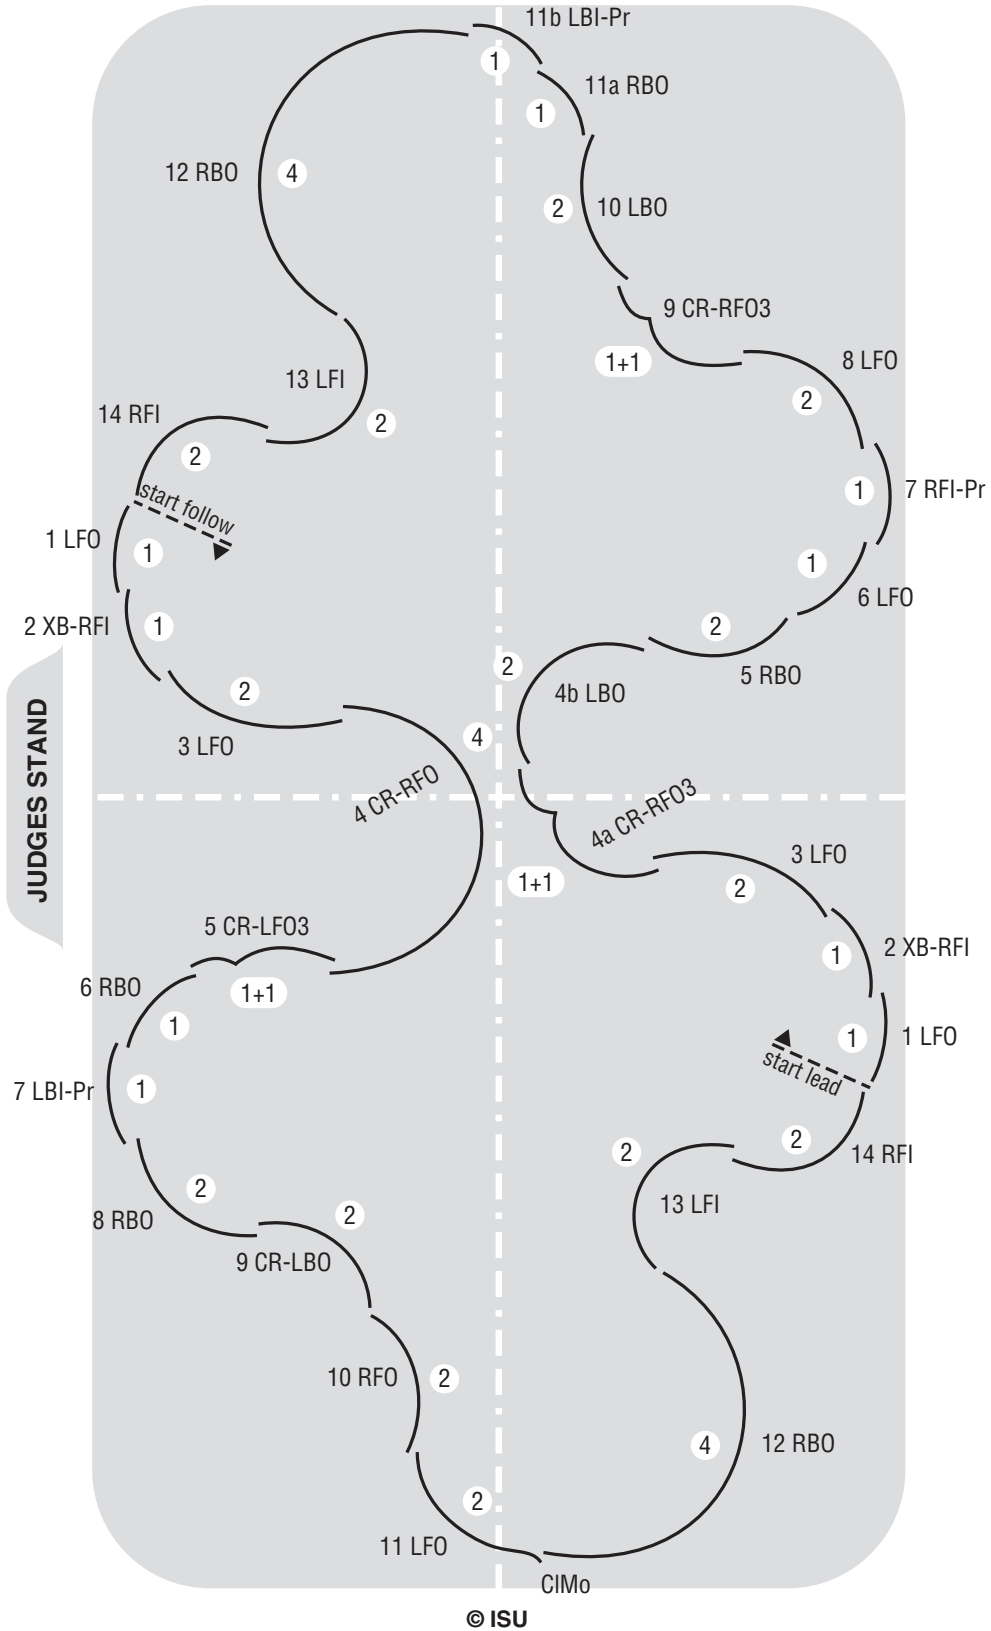 11b LBI-Pr
1
11a RBO
1
12 RBO
4
2
10 LBO
9 CR-RFO3
1+1
8 LFO
13 LFI
2
14 RFI
2
2
start follow
1
7 RFI-Pr
1 LFO
1
1
6 LFO
2 XB-RFI
1
2
2
5 RBO
4b LBO
2
3 LFO
4
4 CR-RFO
JUDGES STAND
4a CR-RFO3
1+1
3 LFO
2
5 CR-LFO3
1+1
2 XB-RFI
1
6 RBO
1
1 LFO
1
start lead
7 LBI-Pr
1
2
14 RFI
2
13 LFI
8 RBO
2
2
9 CR-LBO
10 RFO
2
12 RBO
4
2
11 LFO
ClMo
© ISU